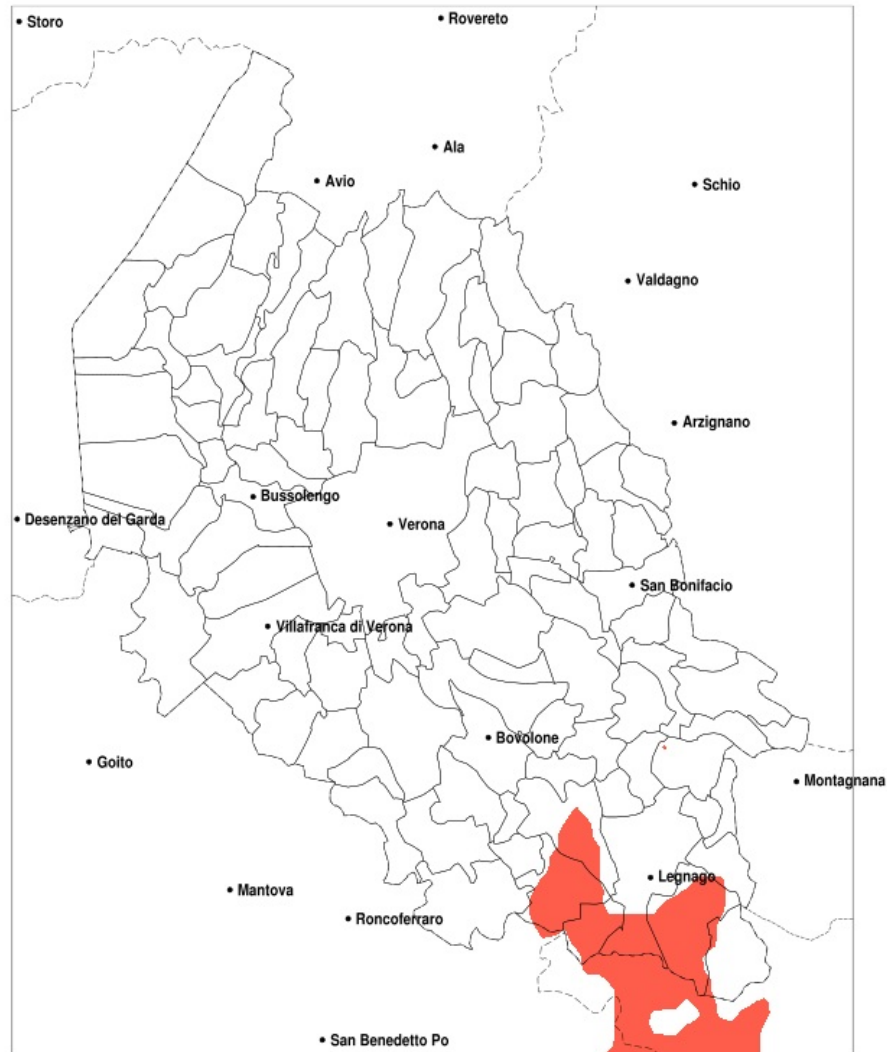 Storo
Rovereto
Ala
Avio
Schio
Valdagno
Arzignano
Bussolengo
Desenzano del Garda
Verona
San Bonifacio
Villafranca di Verona
Bovolone
Goito
Montagnana
Legnago
Mantova
Roncoferraro
San Benedetto Po